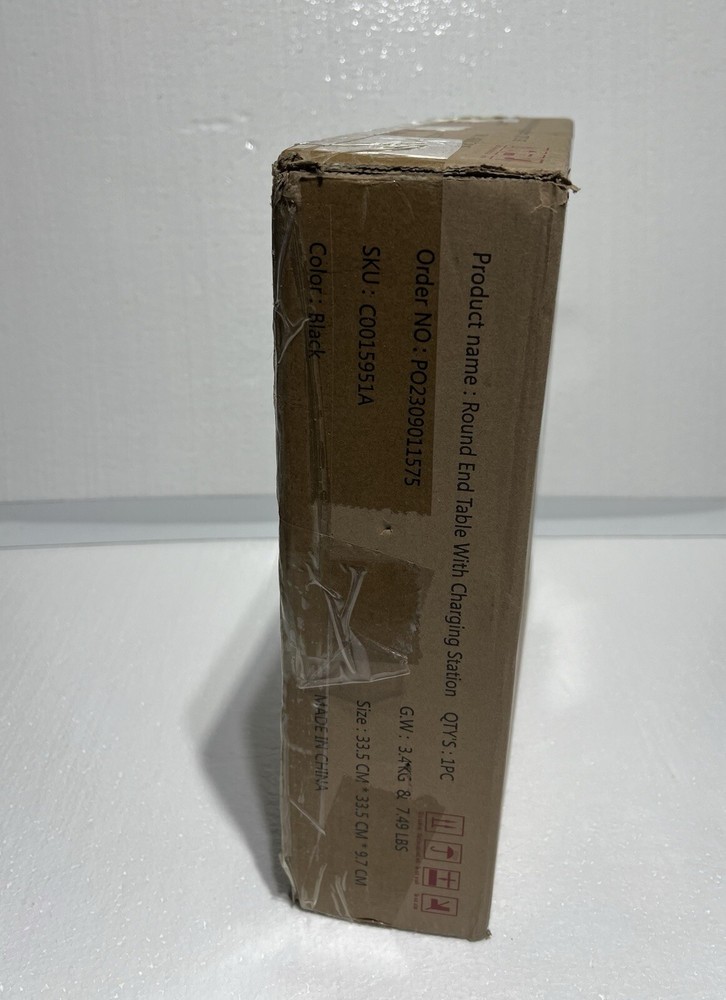 Product name : Round End Table With Charging Station QTY'S : 1PC
Order NO : PO2309011575
G.W : 3.4KG & 7.49 LBS
SKU : C0015951A
Size : 33.5 CM * 33.5 CM * 9.7 CM
Color : Black
MADE IN CHINA